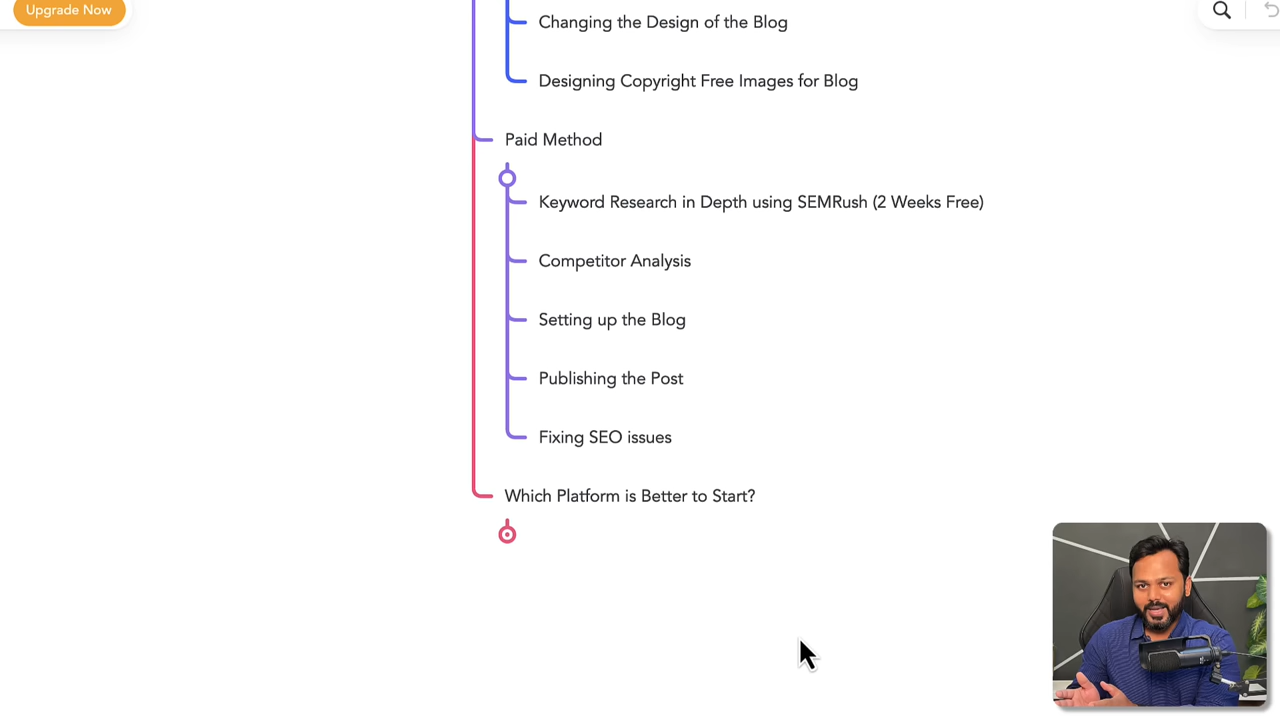 Upgrade Now
Changing the Design of the Blog
Designing Copyright Free Images for Blog
Paid Method
Keyword Research in Depth using SEMRush (2 Weeks Free)
Competitor Analysis
Setting up the Blog
Publishing the Post
Fixing SEO issues
Which Platform is Better to Start?